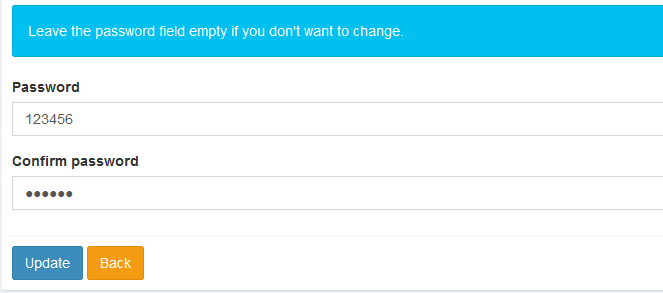 Leave the password field empty if you don't want to change.
Password
123456
Confirm password
●●●●●●
Update Back